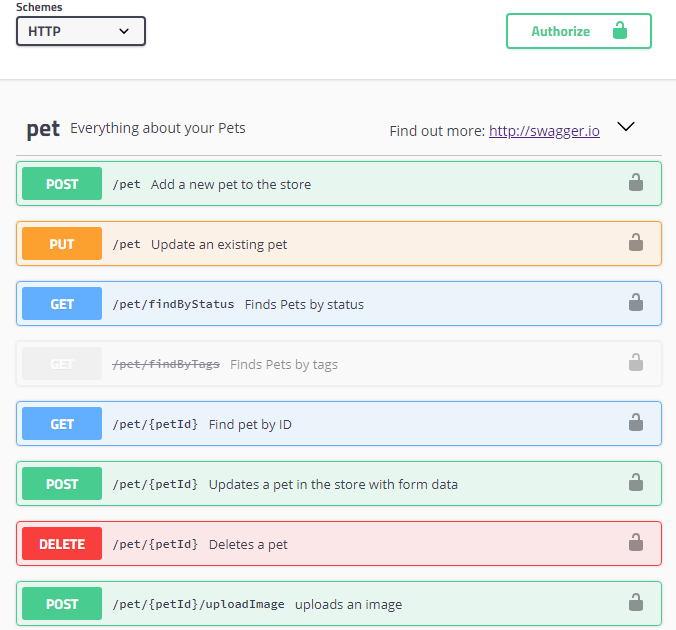 Schemes
HTTP
Authorize
pet Everything about your Pets
Find out more: http://swagger.io
POST /pet Add a new pet to the store
PUT /pet Update an existing pet
GET /pet/findByStatus Finds Pets by status
GET /pet/findByTags Finds Pets by tags
GET /pet/{petId} Find pet by ID
POST /pet/{petId} Updates a pet in the store with form data
DELETE /pet/{petId} Deletes a pet
POST /pet/{petId}/uploadImage uploads an image